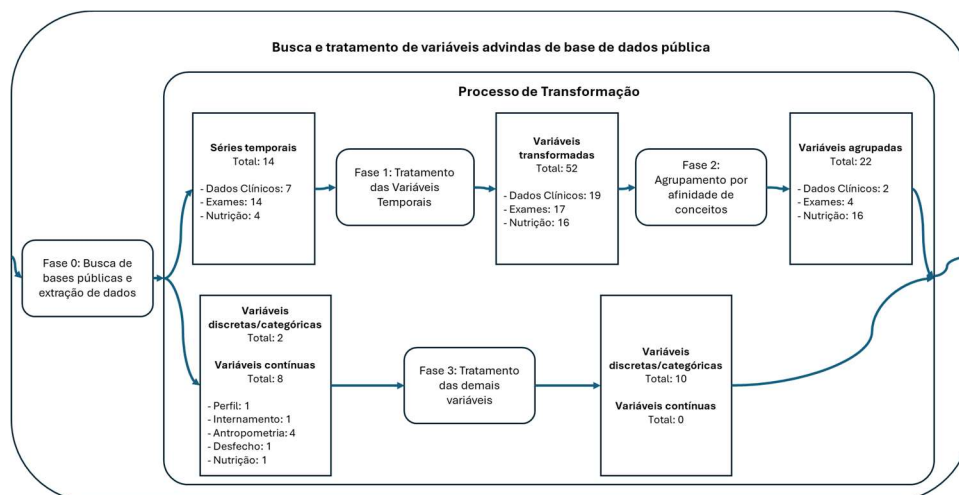 Busca e tratamento de variáveis advindas de base de dados pública
Processo de Transformação
Fase 0: Busca de
bases públicas e
extração de dados
Séries temporais
Total: 14
- Dados Clínicos: 7
- Exames: 14
- Nutrição: 4
Fase 1: Tratamento
das Variáveis
Temporais
Variáveis
transformadas
Total: 52
- Dados Clínicos: 19
- Exames: 17
- Nutrição: 16
Fase 2:
Agrupamento por
afinidade de
conceitos
Variáveis agrupadas
Total: 22
- Dados Clínicos: 2
- Exames: 4
- Nutrição: 16
Variáveis
discretas/categóricas
Total: 2
Variáveis contínuas
Total: 8
- Perfil: 1
- Internamento: 1
- Antropometria: 4
- Desfecho: 1
- Nutrição: 1
Fase 3: Tratamento
das demais
variáveis
Variáveis
discretas/categóricas
Total: 10
Variáveis contínuas
Total: 0